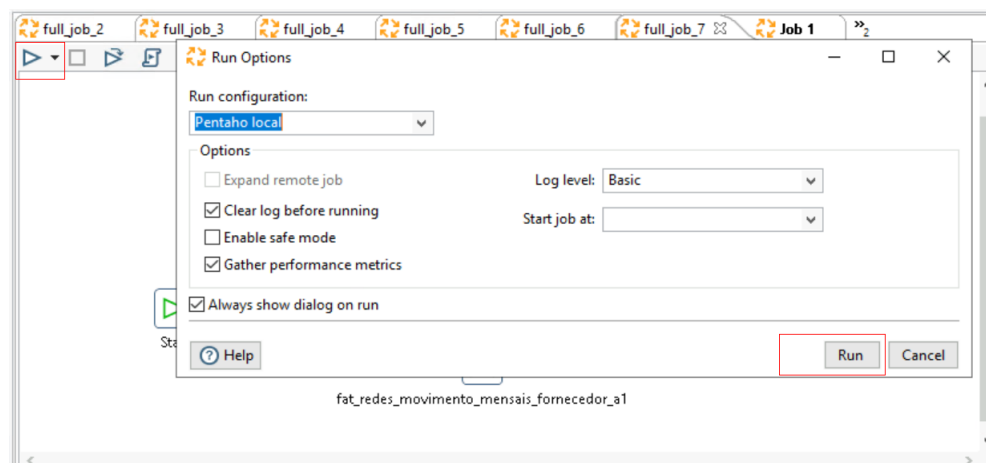 full_job_2 full_job_3 full_job_4 full_job_5 full_job_6 full_job_7 Job 1 »2
Run Options
Run configuration:
Pentaho local
Options
Expand remote job
Log level: Basic
Clear log before running
Start job at:
Enable safe mode
Gather performance metrics
Always show dialog on run
Sta
Help Run Cancel
fat_redes_movimento_mensais_fornecedor_a1